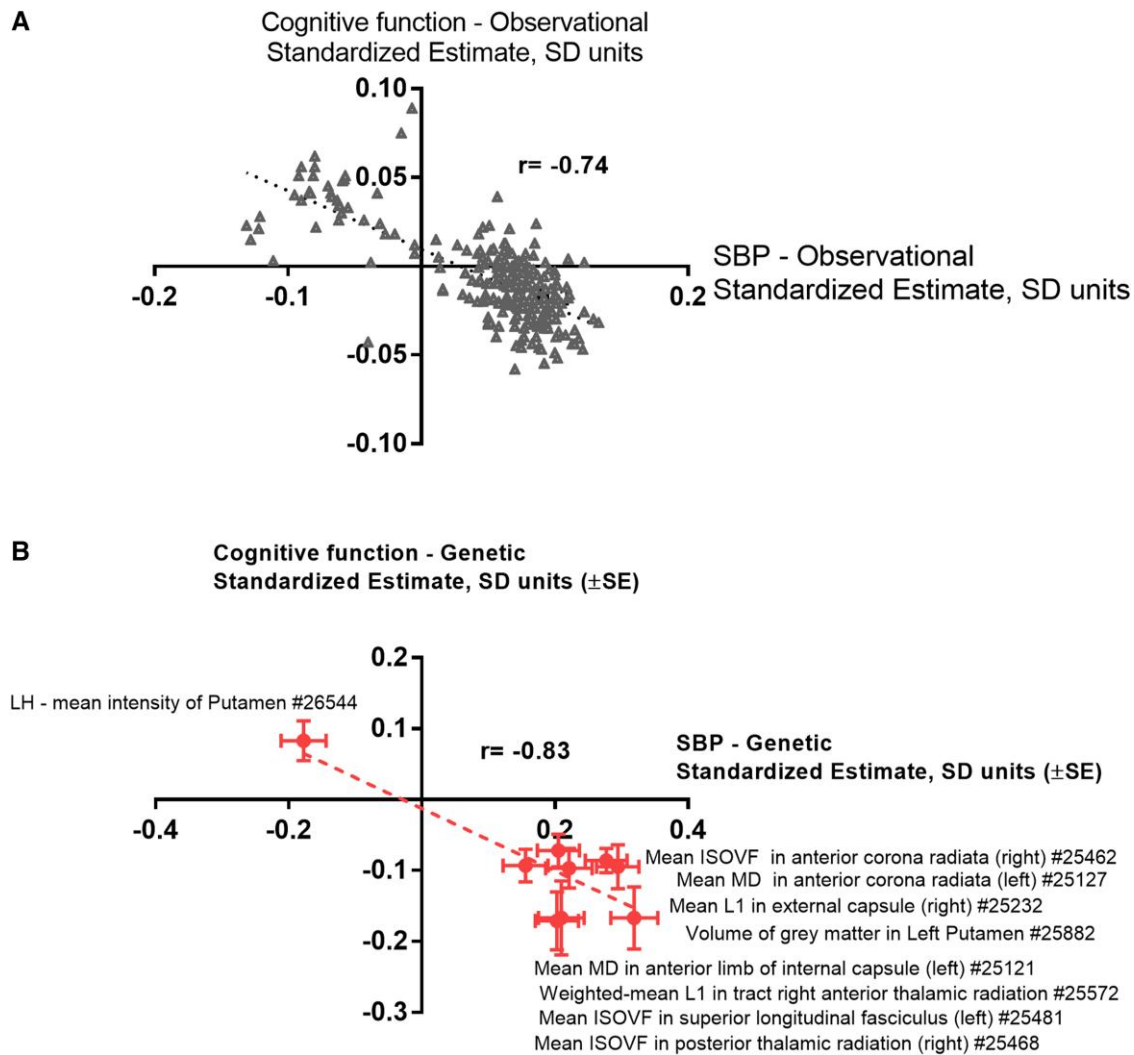 A
Cognitive function - Observational
Standardized Estimate, SD units
0.10
r= -0.74
0.05
SBP - Observational
Standardized Estimate, SD units
-0.2
-0.1
0.2
-0.05
-0.10
B
Cognitive function - Genetic
Standardized Estimate, SD units (±SE)
0.2
LH - mean intensity of Putamen #26544
0.1
r= -0.83
SBP - Genetic
Standardized Estimate, SD units (±SE)
-0.4
-0.2
0.2
0.4
Mean ISOVF in anterior corona radiata (right) #25462
-0.1
Mean MD in anterior corona radiata (left) #25127
Mean L1 in external capsule (right) #25232
-0.2
Volume of grey matter in Left Putamen #25882
Mean MD in anterior limb of internal capsule (left) #25121
Weighted-mean L1 in tract right anterior thalamic radiation #25572
-0.3
Mean ISOVF in superior longitudinal fasciculus (left) #25481
Mean ISOVF in posterior thalamic radiation (right) #25468